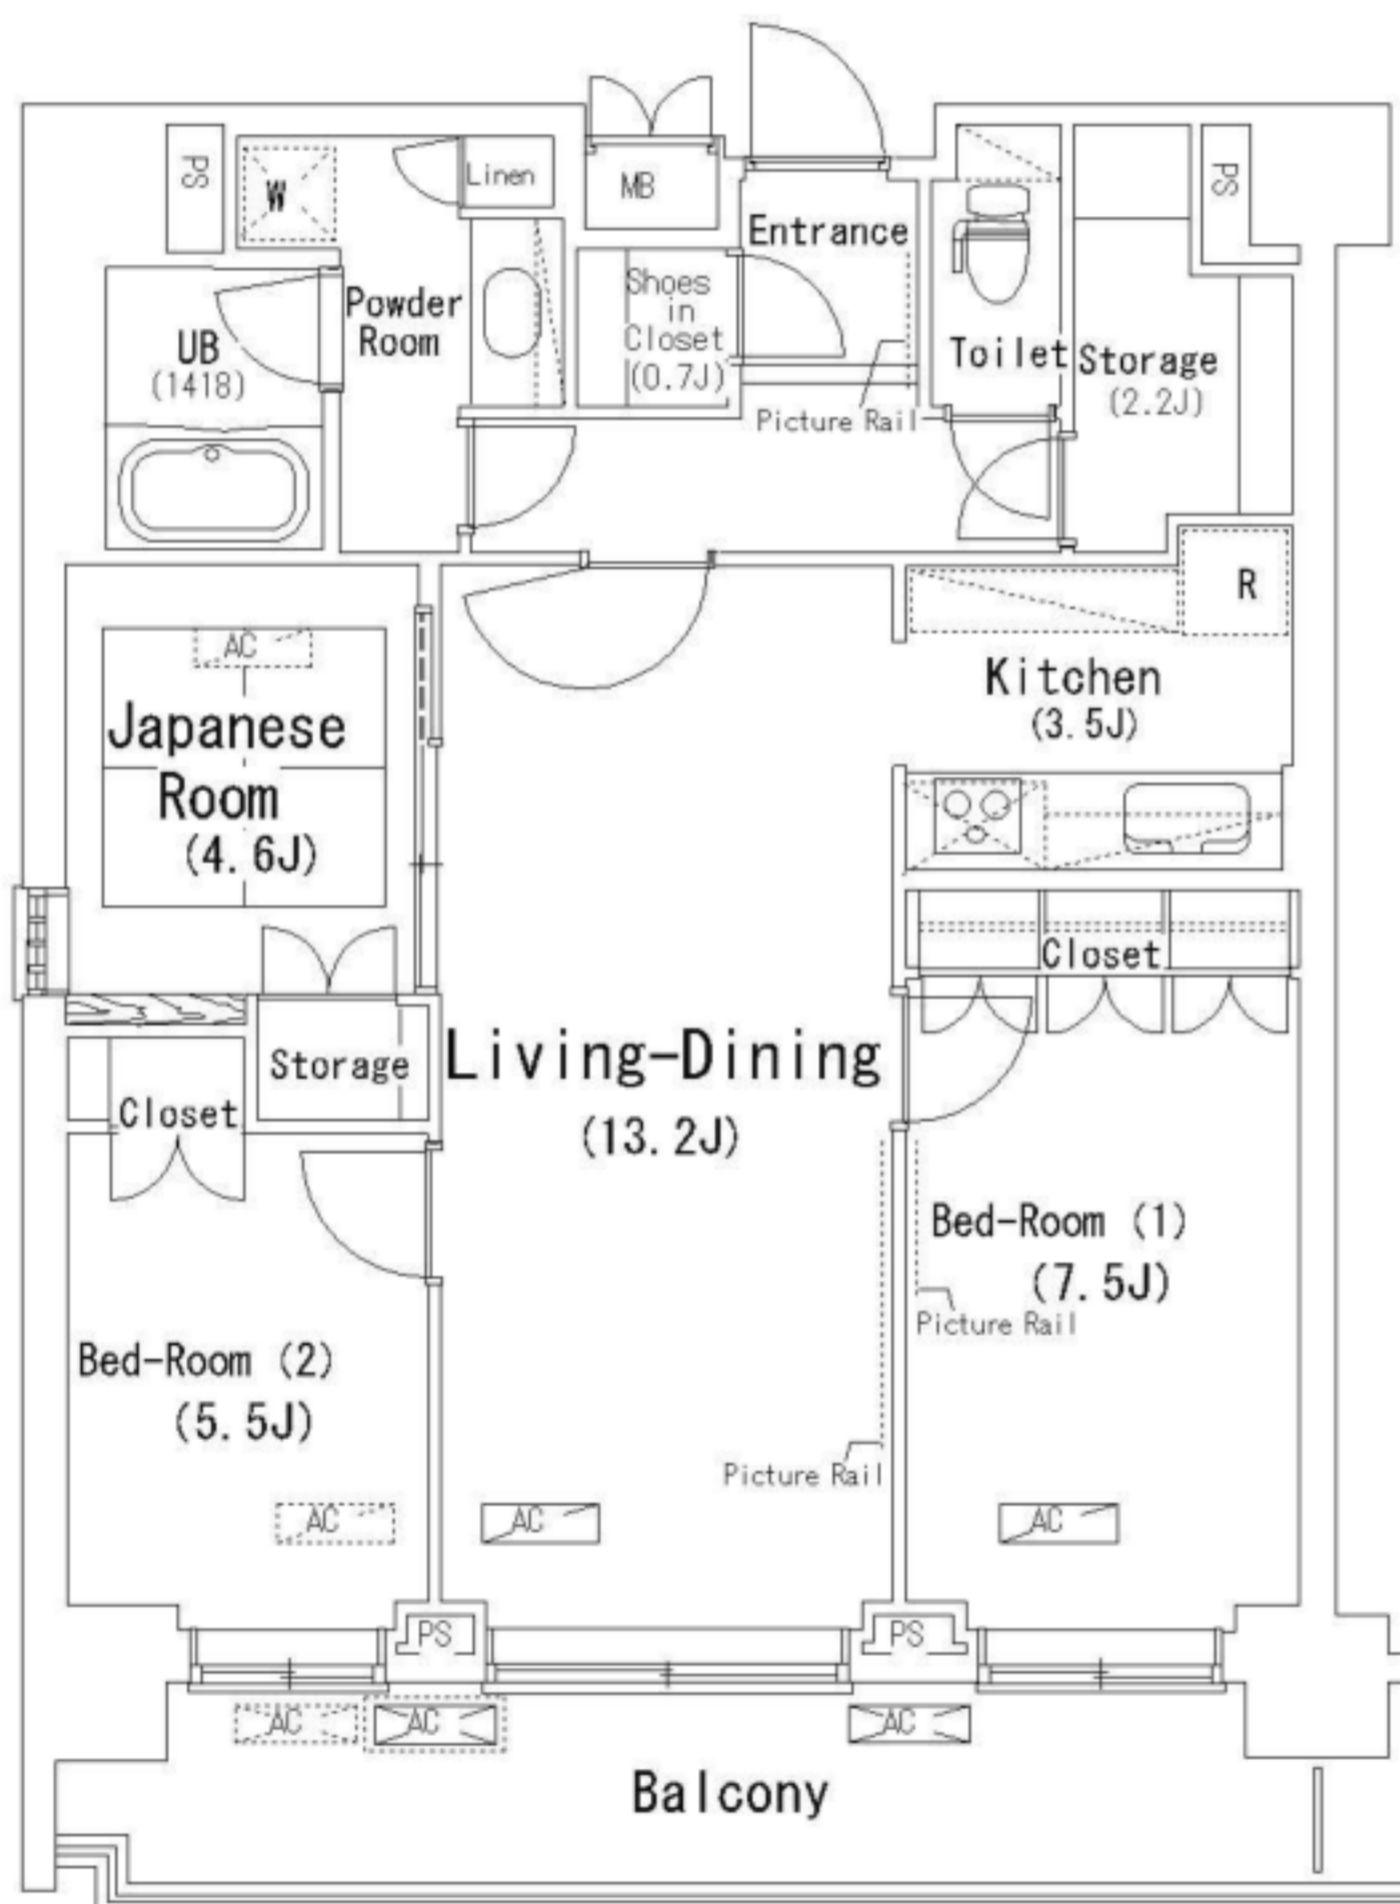 PS
W
Linen
MB
Entrance
PS
Shoes
in
Closet
(0.7J)
Powder
Room
UB
(1418)
Toilet
Storage
(2.2J)
Picture Rail
R
AC
Japanese
Room
(4.6J)
Kitchen
(3.5J)
Closet
Storage
Closet
Living-Dining
(13.2J)
Bed-Room (1)
(7.5J)
Picture Rail
Bed-Room (2)
(5.5J)
Picture Rail
AC
AC
AC
PS
PS
AC
AC
AC
Balcony